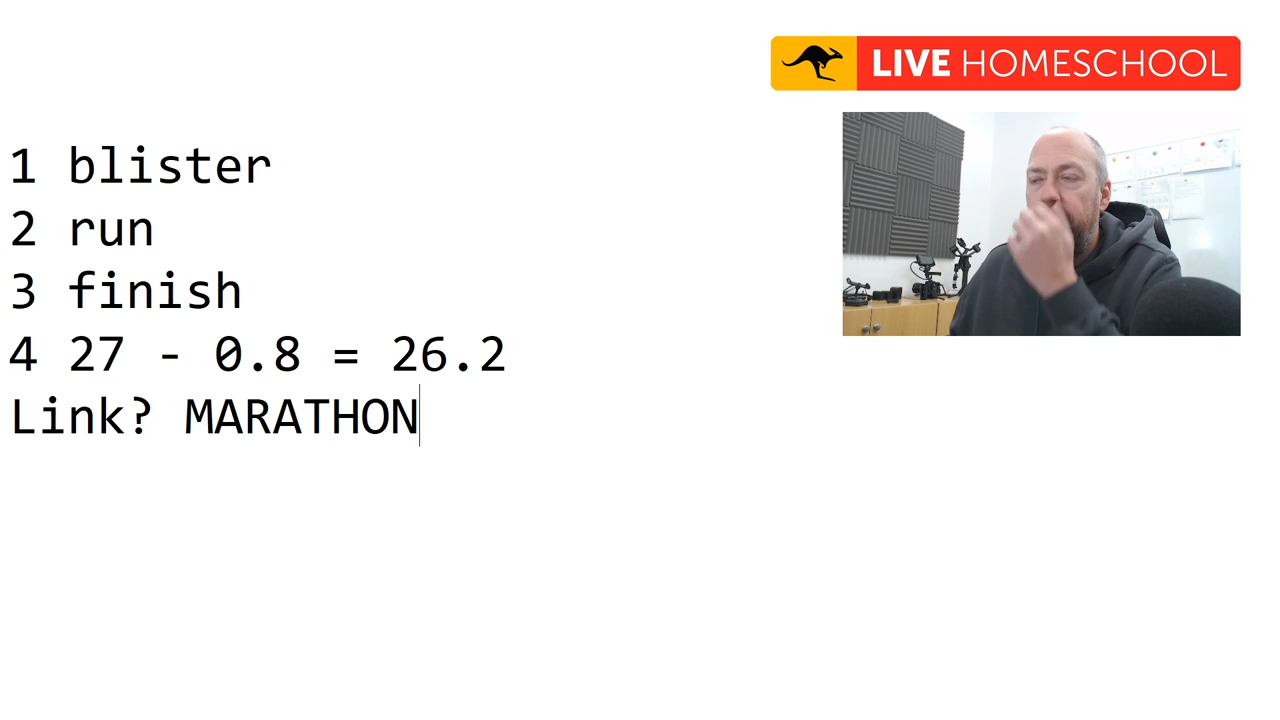 LIVE HOMESCHOOL
1 blister
2 run
3 finish
4 27 - 0.8 = 26.2
Link? MARATHON